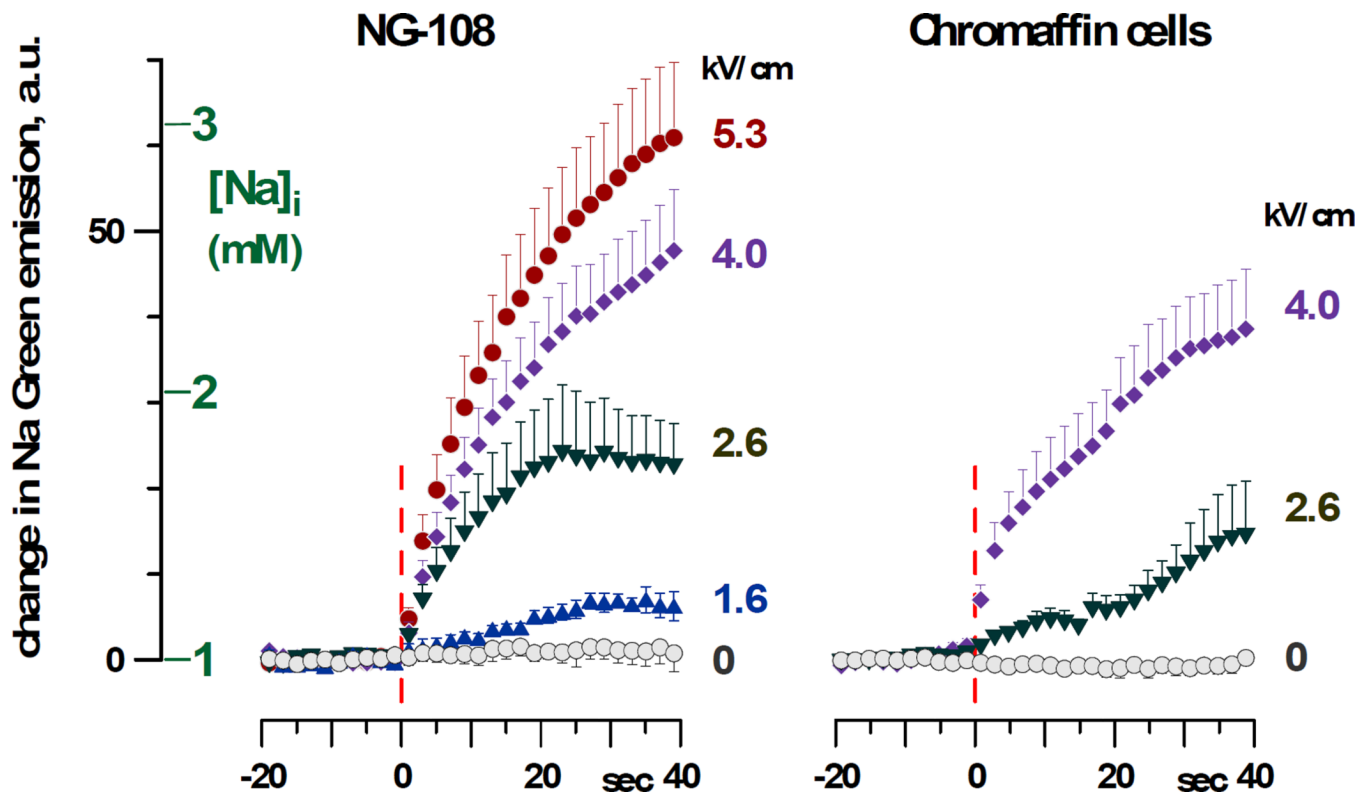 NG-108
Chromaffin cells
change in Na Green emission, a.u.
50
0
3
2
1
[Na]i
(mM)
kV/cm
5.3
4.0
2.6
1.6
0
-20
0
20
sec
40
kV/cm
4.0
2.6
0
-20
0
20
sec
40